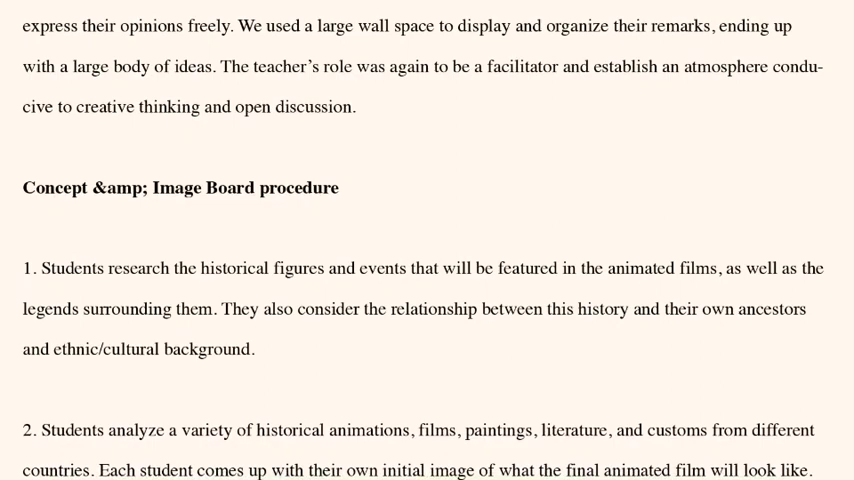 express their opinions freely. We used a large wall space to display and organize their remarks, ending up
with a large body of ideas. The teacher’s role was again to be a facilitator and establish an atmosphere condu-
cive to creative thinking and open discussion.
Concept &amp; Image Board procedure
1. Students research the historical figures and events that will be featured in the animated films, as well as the
legends surrounding them. They also consider the relationship between this history and their own ancestors
and ethnic/cultural background.
2. Students analyze a variety of historical animations, films, paintings, literature, and customs from different
countries. Each student comes up with their own initial image of what the final animated film will look like.